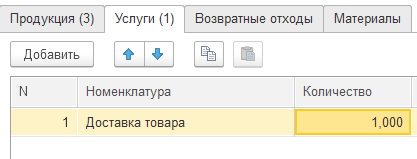 Продукция (3) Услуги (1) Возвратные отходы Материалы
Добавить
N Номенклатура Количество
1 Доставка товара 1,000